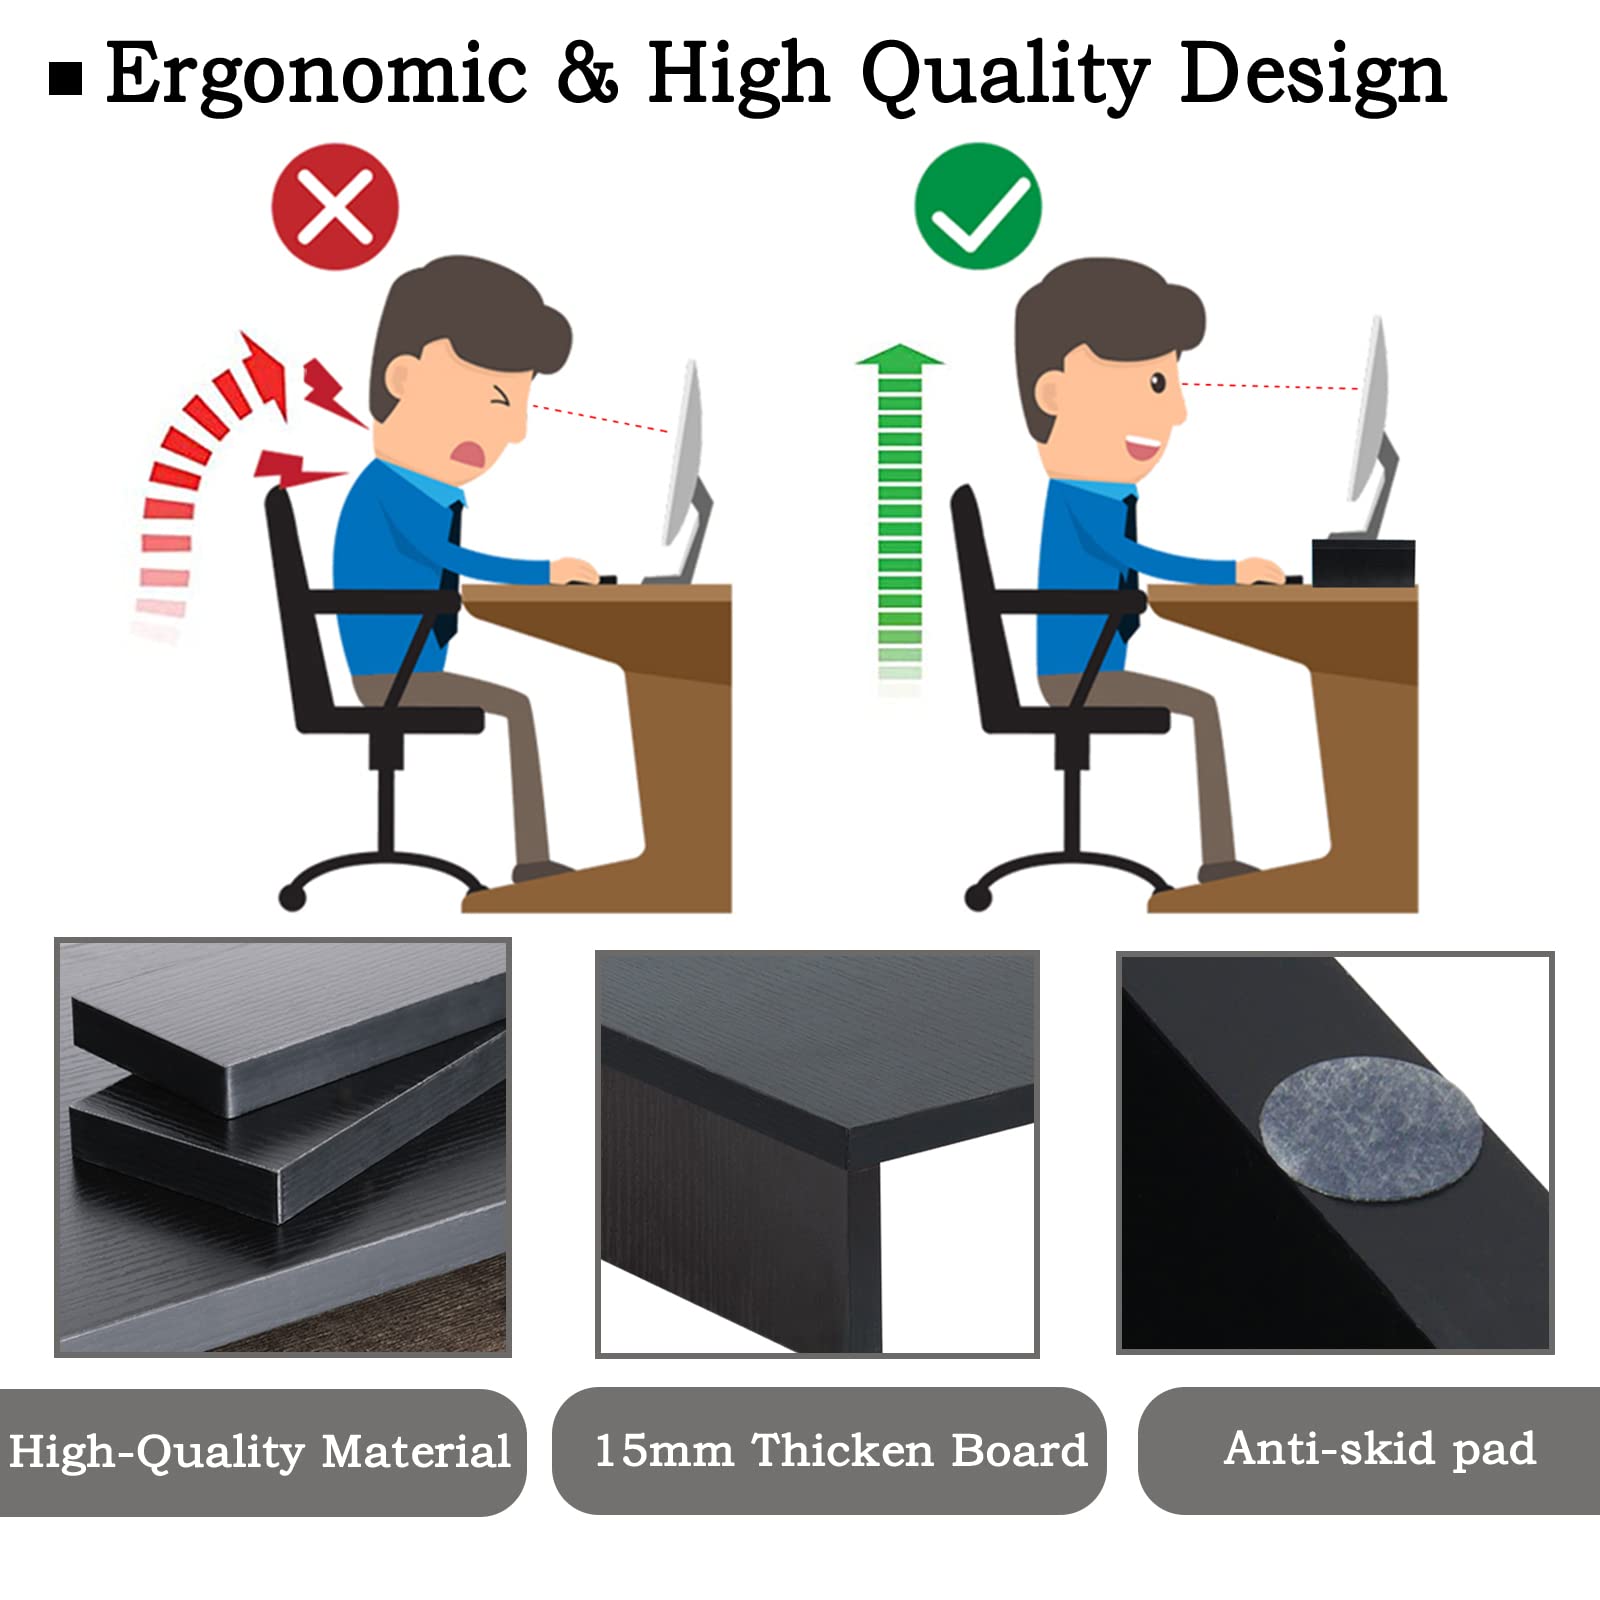 Ergonomic & High Quality Design
High-Quality Material
15mm Thicken Board
Anti-skid pad